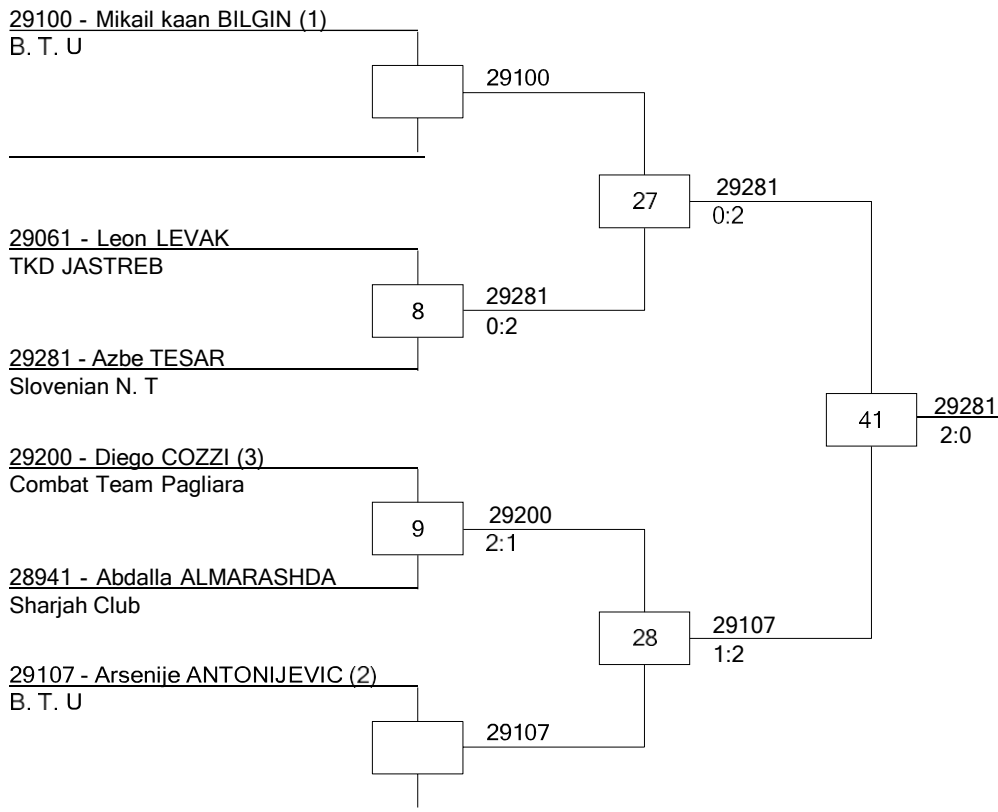 29100 - Mikail kaan BILGIN (1)
B. T. U
29100
27
29281
0:2
29061 - Leon LEVAK
TKD JASTREB
8
29281
0:2
29281 - Azbe TESAR
Slovenian N. T
41
29281
2:0
29200 - Diego COZZI (3)
Combat Team Pagliara
9
29200
2:1
28941 - Abdalla ALMARASHDA
Sharjah Club
28
29107
1:2
29107 - Arsenije ANTONIJEVIC (2)
B. T. U
29107